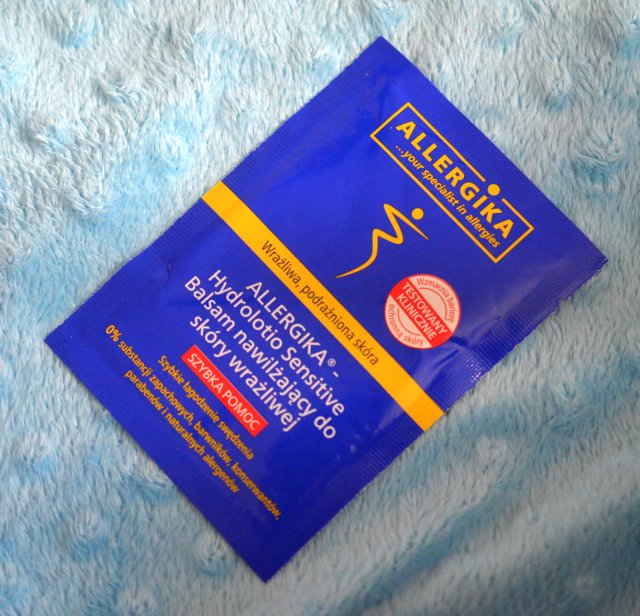 ALLERGIKA
...your specialist in allergies
Wzmacnia barierę
TESTOWANY
KLINICZNIE
ochronną skóry
Wrażliwa, podrażniona skóra
ALLERGIKA®-
Hydrolotio Sensitive
Balsam nawilżający do
skóry wrażliwej
SZYBKA POMOC
Szybkie łagodzenie swędzenia
0% substancji zapachowych, barwników, konserwantów,
parabenów i naturalnych alergenów